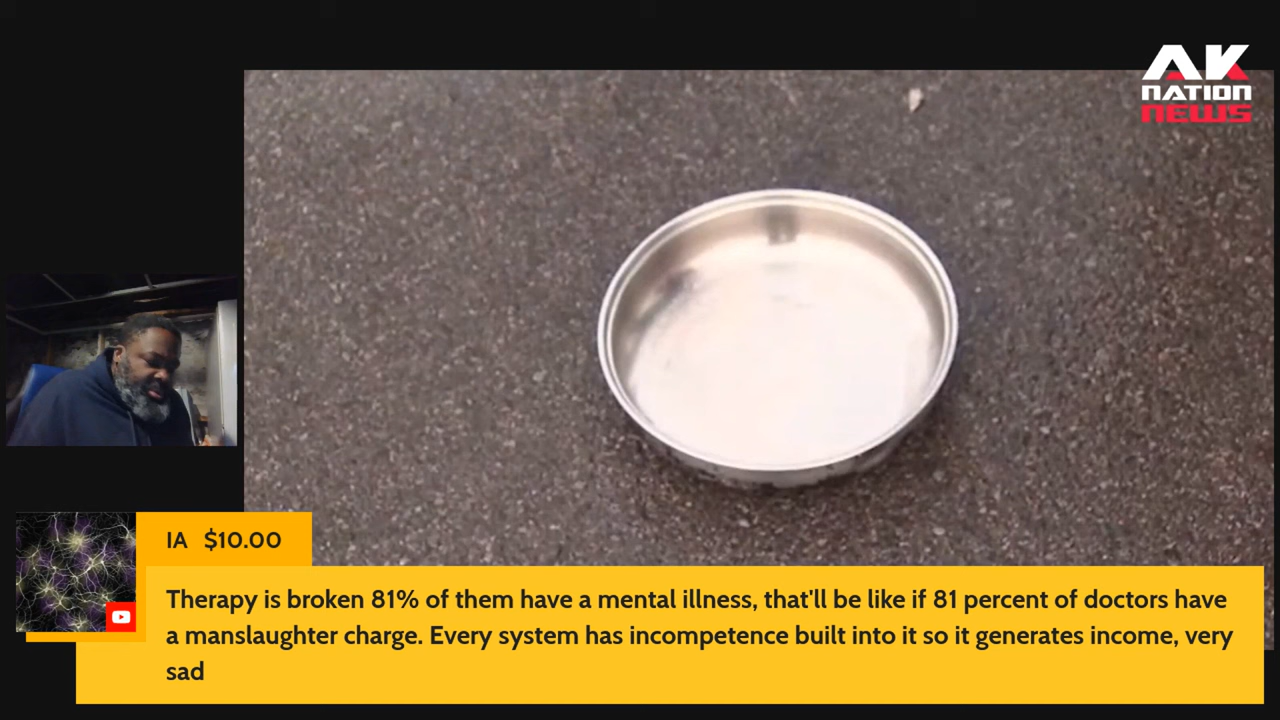 AK
NATION
NEWS
IA $10.00
Therapy is broken 81% of them have a mental illness, that'll be like if 81 percent of doctors have
a manslaughter charge. Every system has incompetence built into it so it generates income, very
sad